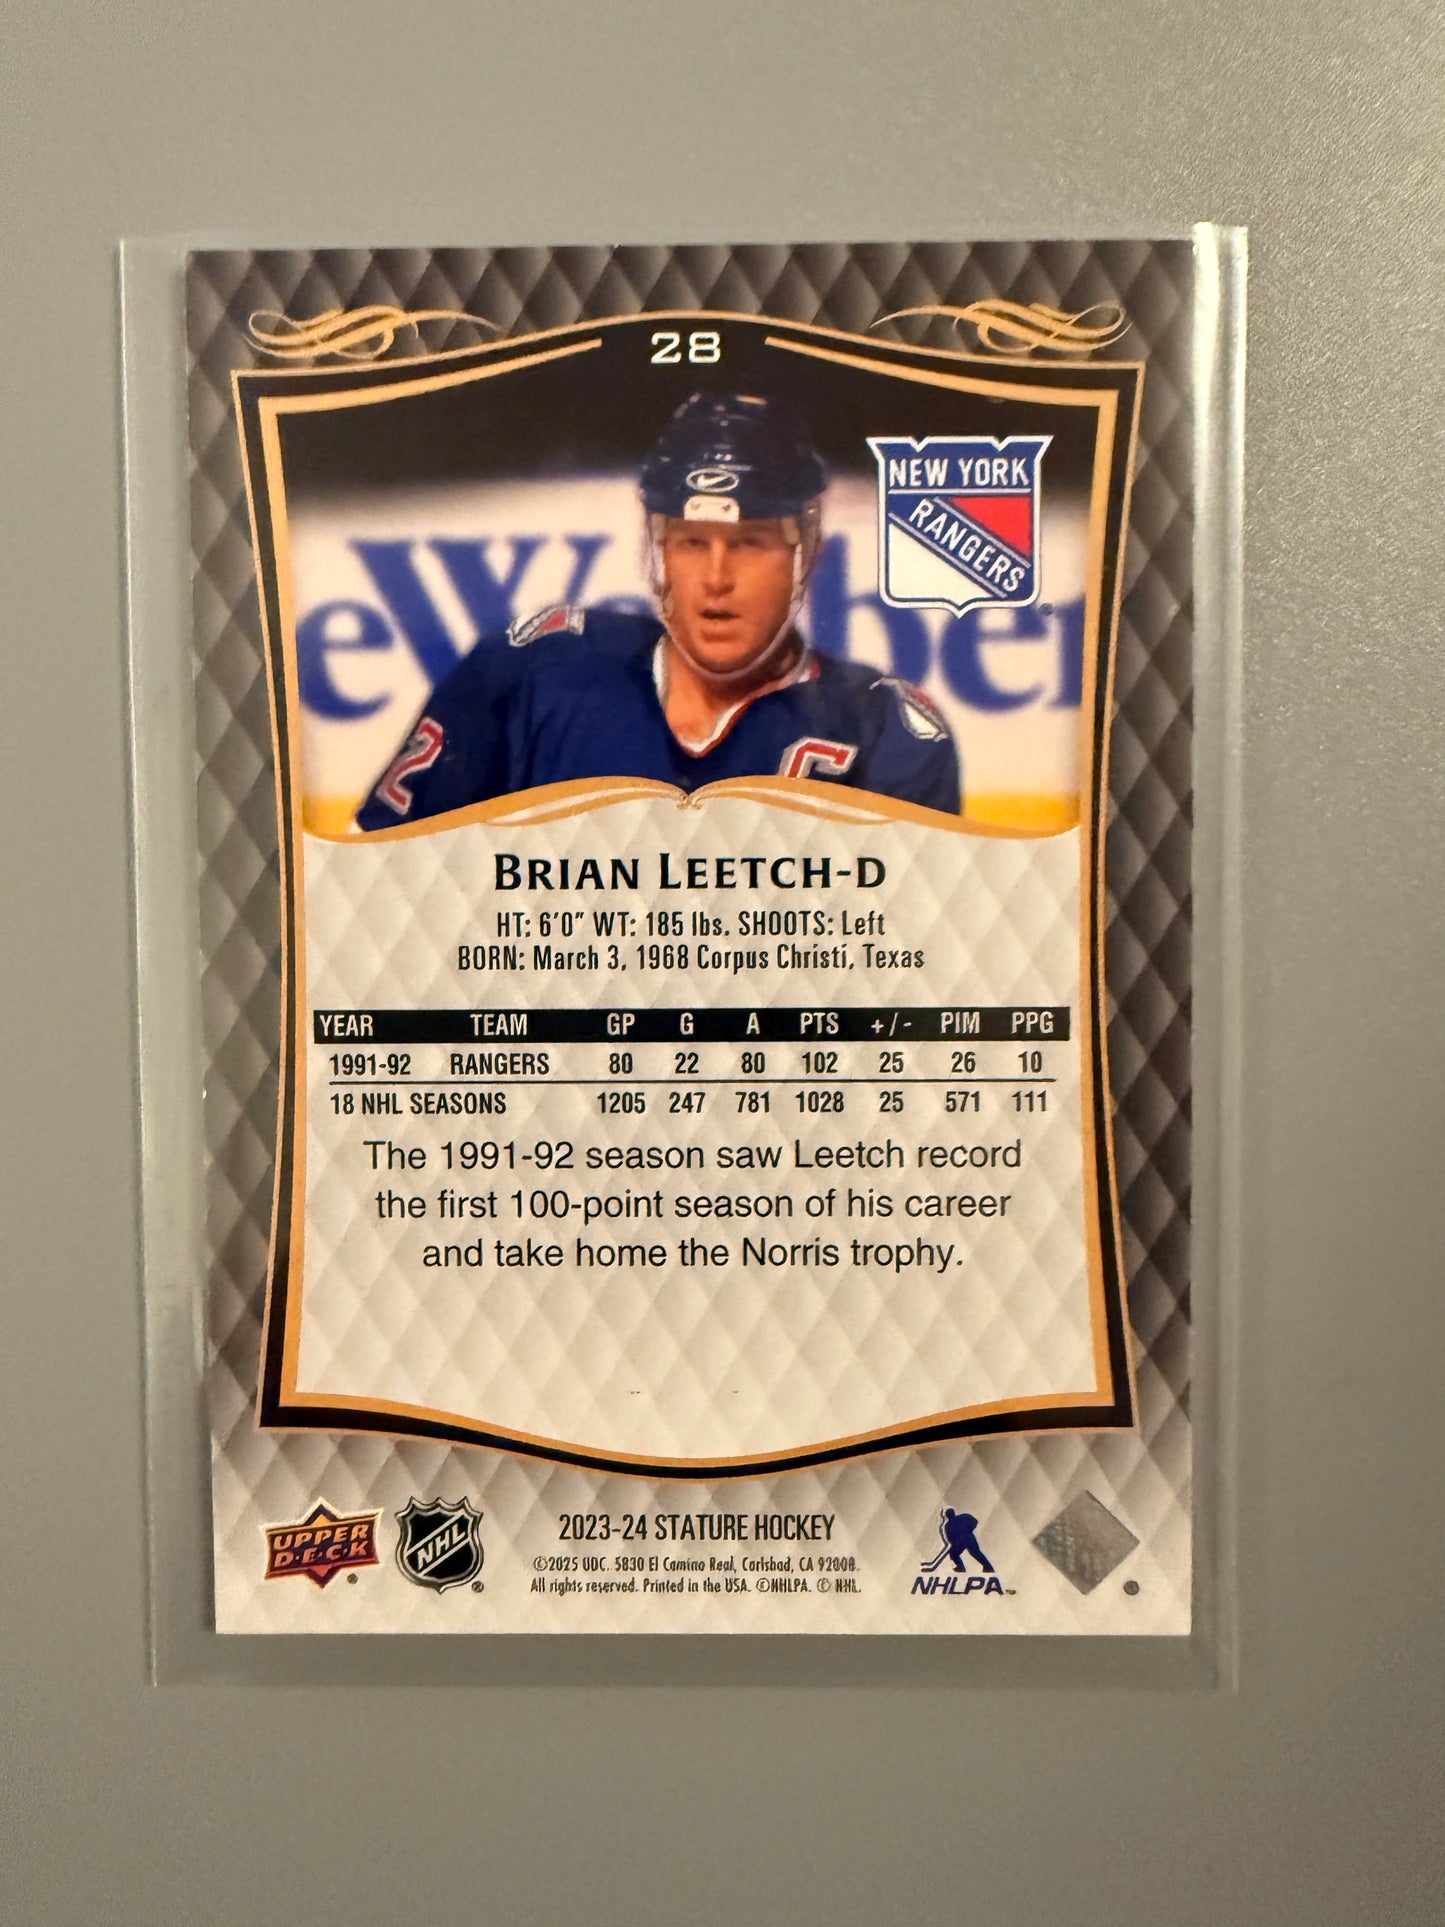 28
NEW YORK
RANGERS
eWe ber
2
C
BRIAN LEETCH-D
HT: 6'0" WT: 185 lbs. SHOOTS: Left
BORN: March 3, 1968 Corpus Christi, Texas
YEAR TEAM GP G A PTS +/- PIM PPG
1991-92 RANGERS 80 22 80 102 25 26 10
18 NHL SEASONS 1205 247 781 1028 25 571 111
The 1991-92 season saw Leetch record
the first 100-point season of his career
and take home the Norris trophy.
UPPER
D·E·C·K
NHL
2023-24 STATURE HOCKEY
©2025 UDC. 5830 El Camino Real, Carlsbad, CA 92008.
All rights reserved. Printed in the USA. ©NHLPA. © NHL.
NHLPA